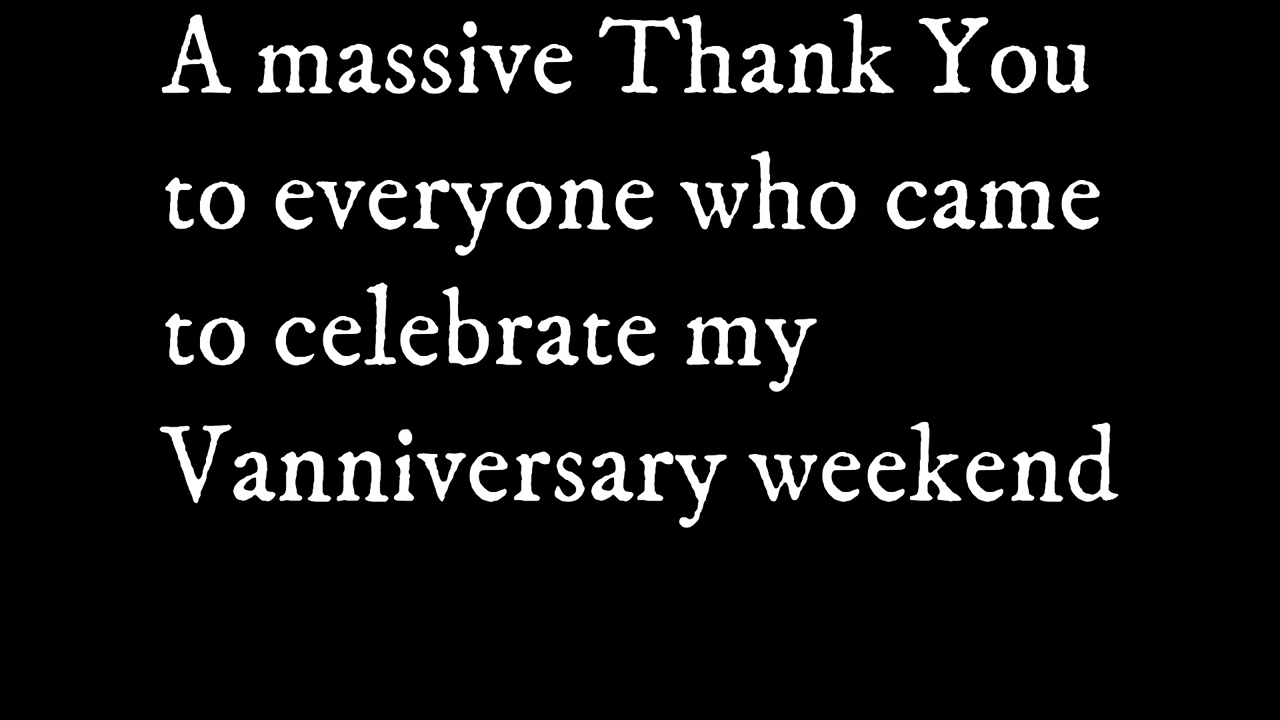 A massive Thank You
to everyone who came
to celebrate my
Vanniversary weekend